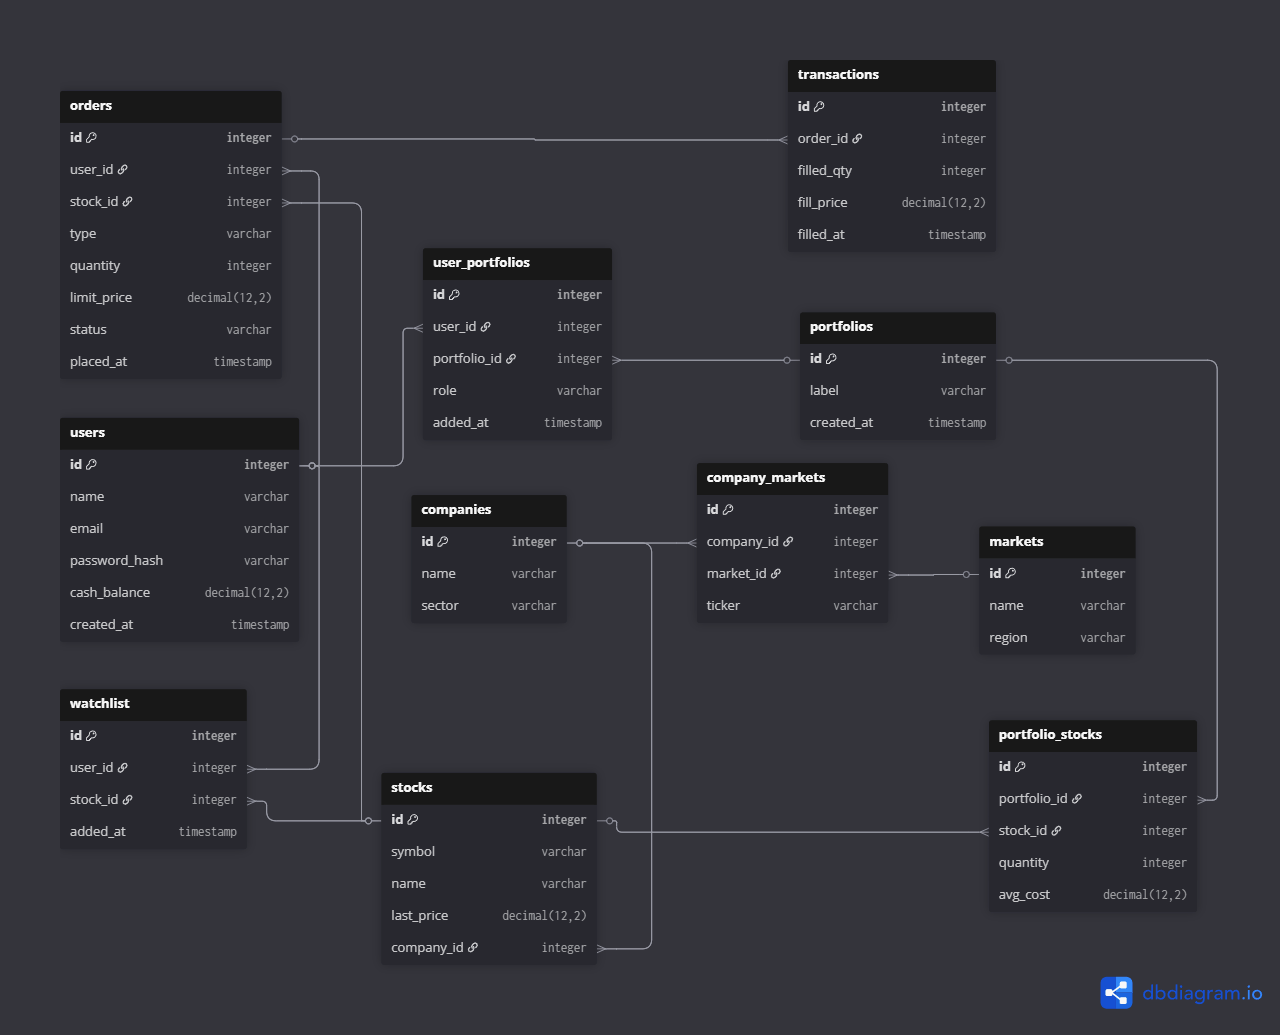 orders
id integer
user_id integer
stock_id integer
type varchar
quantity integer
limit_price decimal(12,2)
status varchar
placed_at timestamp
transactions
id integer
order_id integer
filled_qty integer
fill_price decimal(12,2)
filled_at timestamp
user_portfolios
id integer
user_id integer
portfolio_id integer
role varchar
added_at timestamp
portfolios
id integer
label varchar
created_at timestamp
users
id integer
name varchar
email varchar
password_hash varchar
cash_balance decimal(12,2)
created_at timestamp
companies
id integer
name varchar
sector varchar
company_markets
id integer
company_id integer
market_id integer
ticker varchar
markets
id integer
name varchar
region varchar
watchlist
id integer
user_id integer
stock_id integer
added_at timestamp
stocks
id integer
symbol varchar
name varchar
last_price decimal(12,2)
company_id integer
portfolio_stocks
id integer
portfolio_id integer
stock_id integer
quantity integer
avg_cost decimal(12,2)
dbdiagram.io